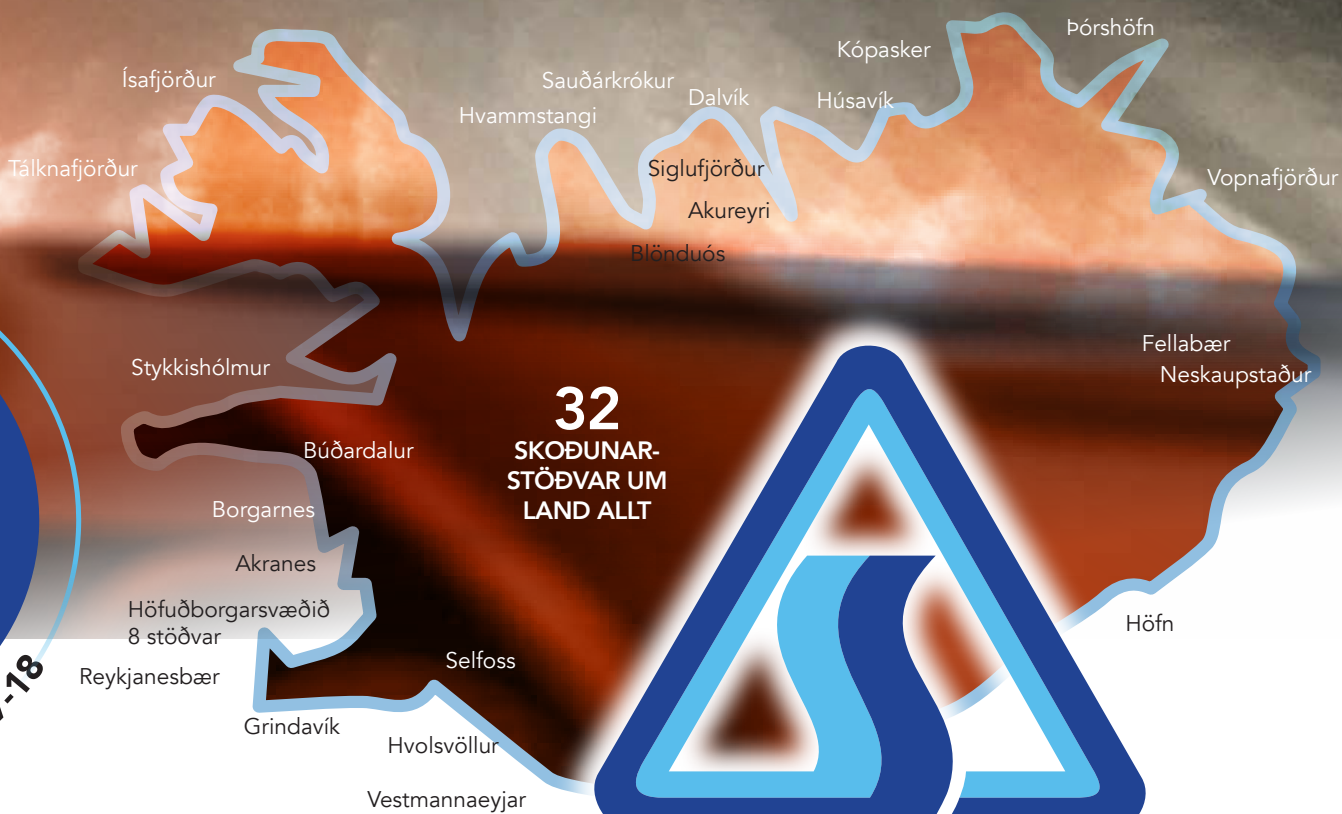 Þórshöfn
Kópasker
Ísafjörður
Sauðárkrókur
Dalvík
Húsavík
Hvammstangi
Tálknafjörður
Siglufjörður
Vopnafjörður
Akureyri
Blönduós
Fellabær
Neskaupstaður
Stykkishólmur
32
SKOÐUNAR-
STÖÐVAR UM
LAND ALLT
Búðardalur
Borgarnes
Akranes
Höfuðborgarsvæðið
8 stöðvar
Höfn
Reykjanesbær
Selfoss
Grindavík
Hvolsvöllur
Vestmannaeyjar
-18